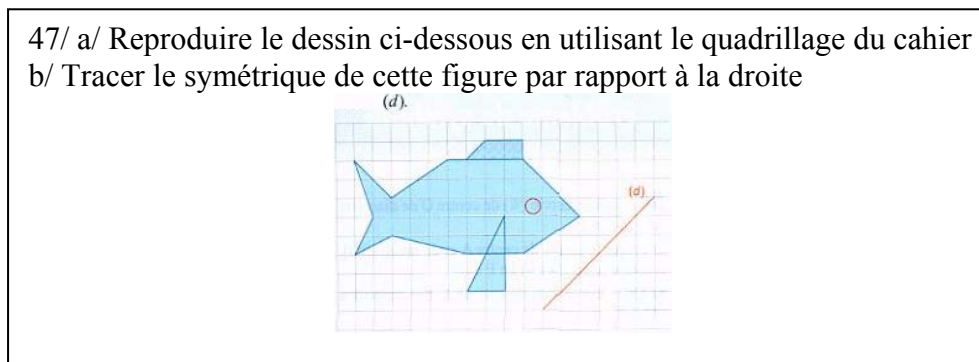 47/ a/ Reproduire le dessin ci-dessous en utilisant le quadrillage du cahier
b/ Tracer le symétrique de cette figure par rapport à la droite
(d).
(d)